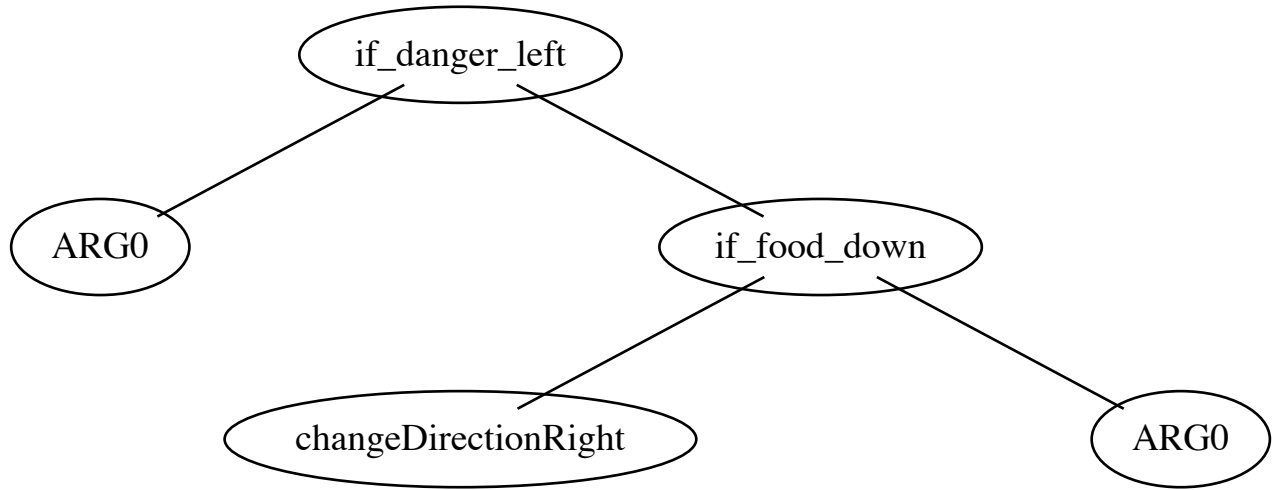 if_danger_left
ARG0
if_food_down
changeDirectionRight
ARG0